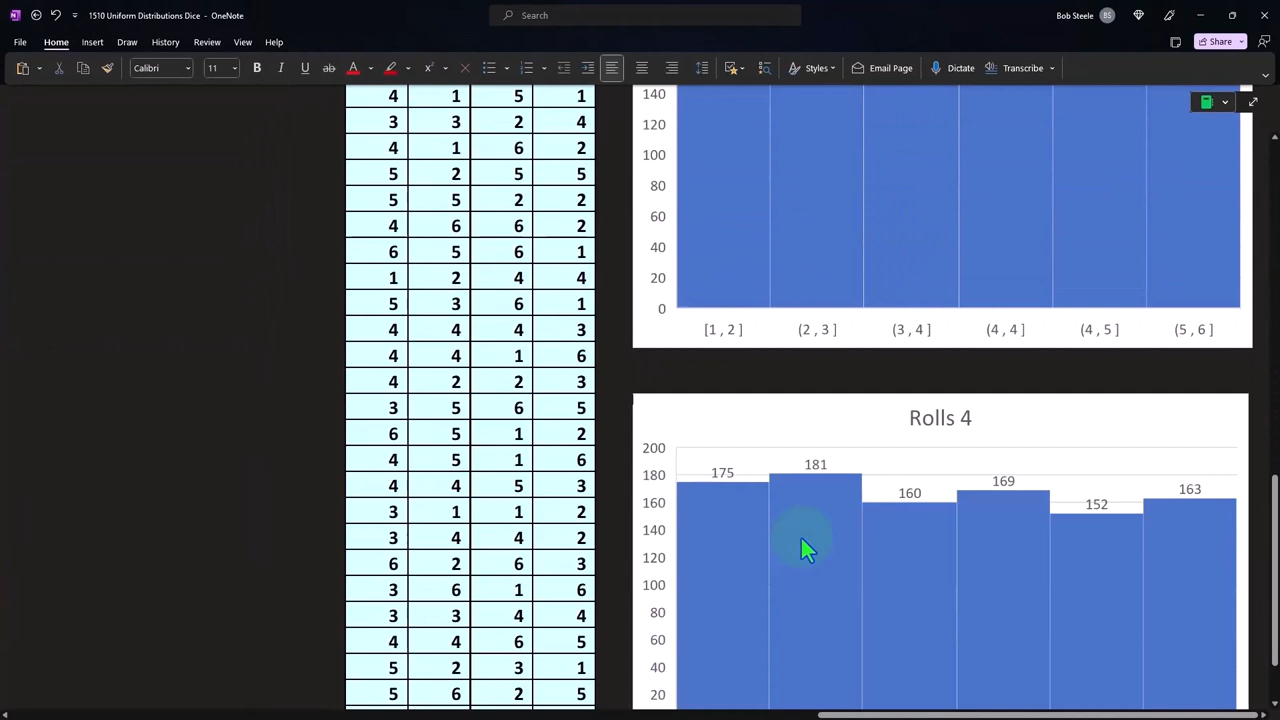 1510 Uniform Distributions Dice - OneNote
Search
Bob Steele
BS
File Home Insert Draw History Review View Help
Share
Calibri
11
B I U ab A
Styles
Email Page
Dictate
Transcribe
4 1 5 1
3 3 2 4
4 1 6 2
5 2 5 5
5 5 2 2
4 6 6 2
6 5 6 1
1 2 4 4
5 3 6 1
4 4 4 3
4 4 1 6
4 2 2 3
3 5 6 5
6 5 1 2
4 5 1 6
4 4 5 3
3 1 1 2
3 4 4 2
6 2 6 3
3 6 1 6
3 3 4 4
4 4 6 5
5 2 3 1
5 6 2 5
140
120
100
80
60
40
20
0
[1 , 2 ] (2 , 3 ] (3 , 4 ] (4 , 4 ] (4 , 5 ] (5 , 6 ]
Rolls 4
200
180
160
140
120
100
80
60
40
20
175 181 160 169 152 163